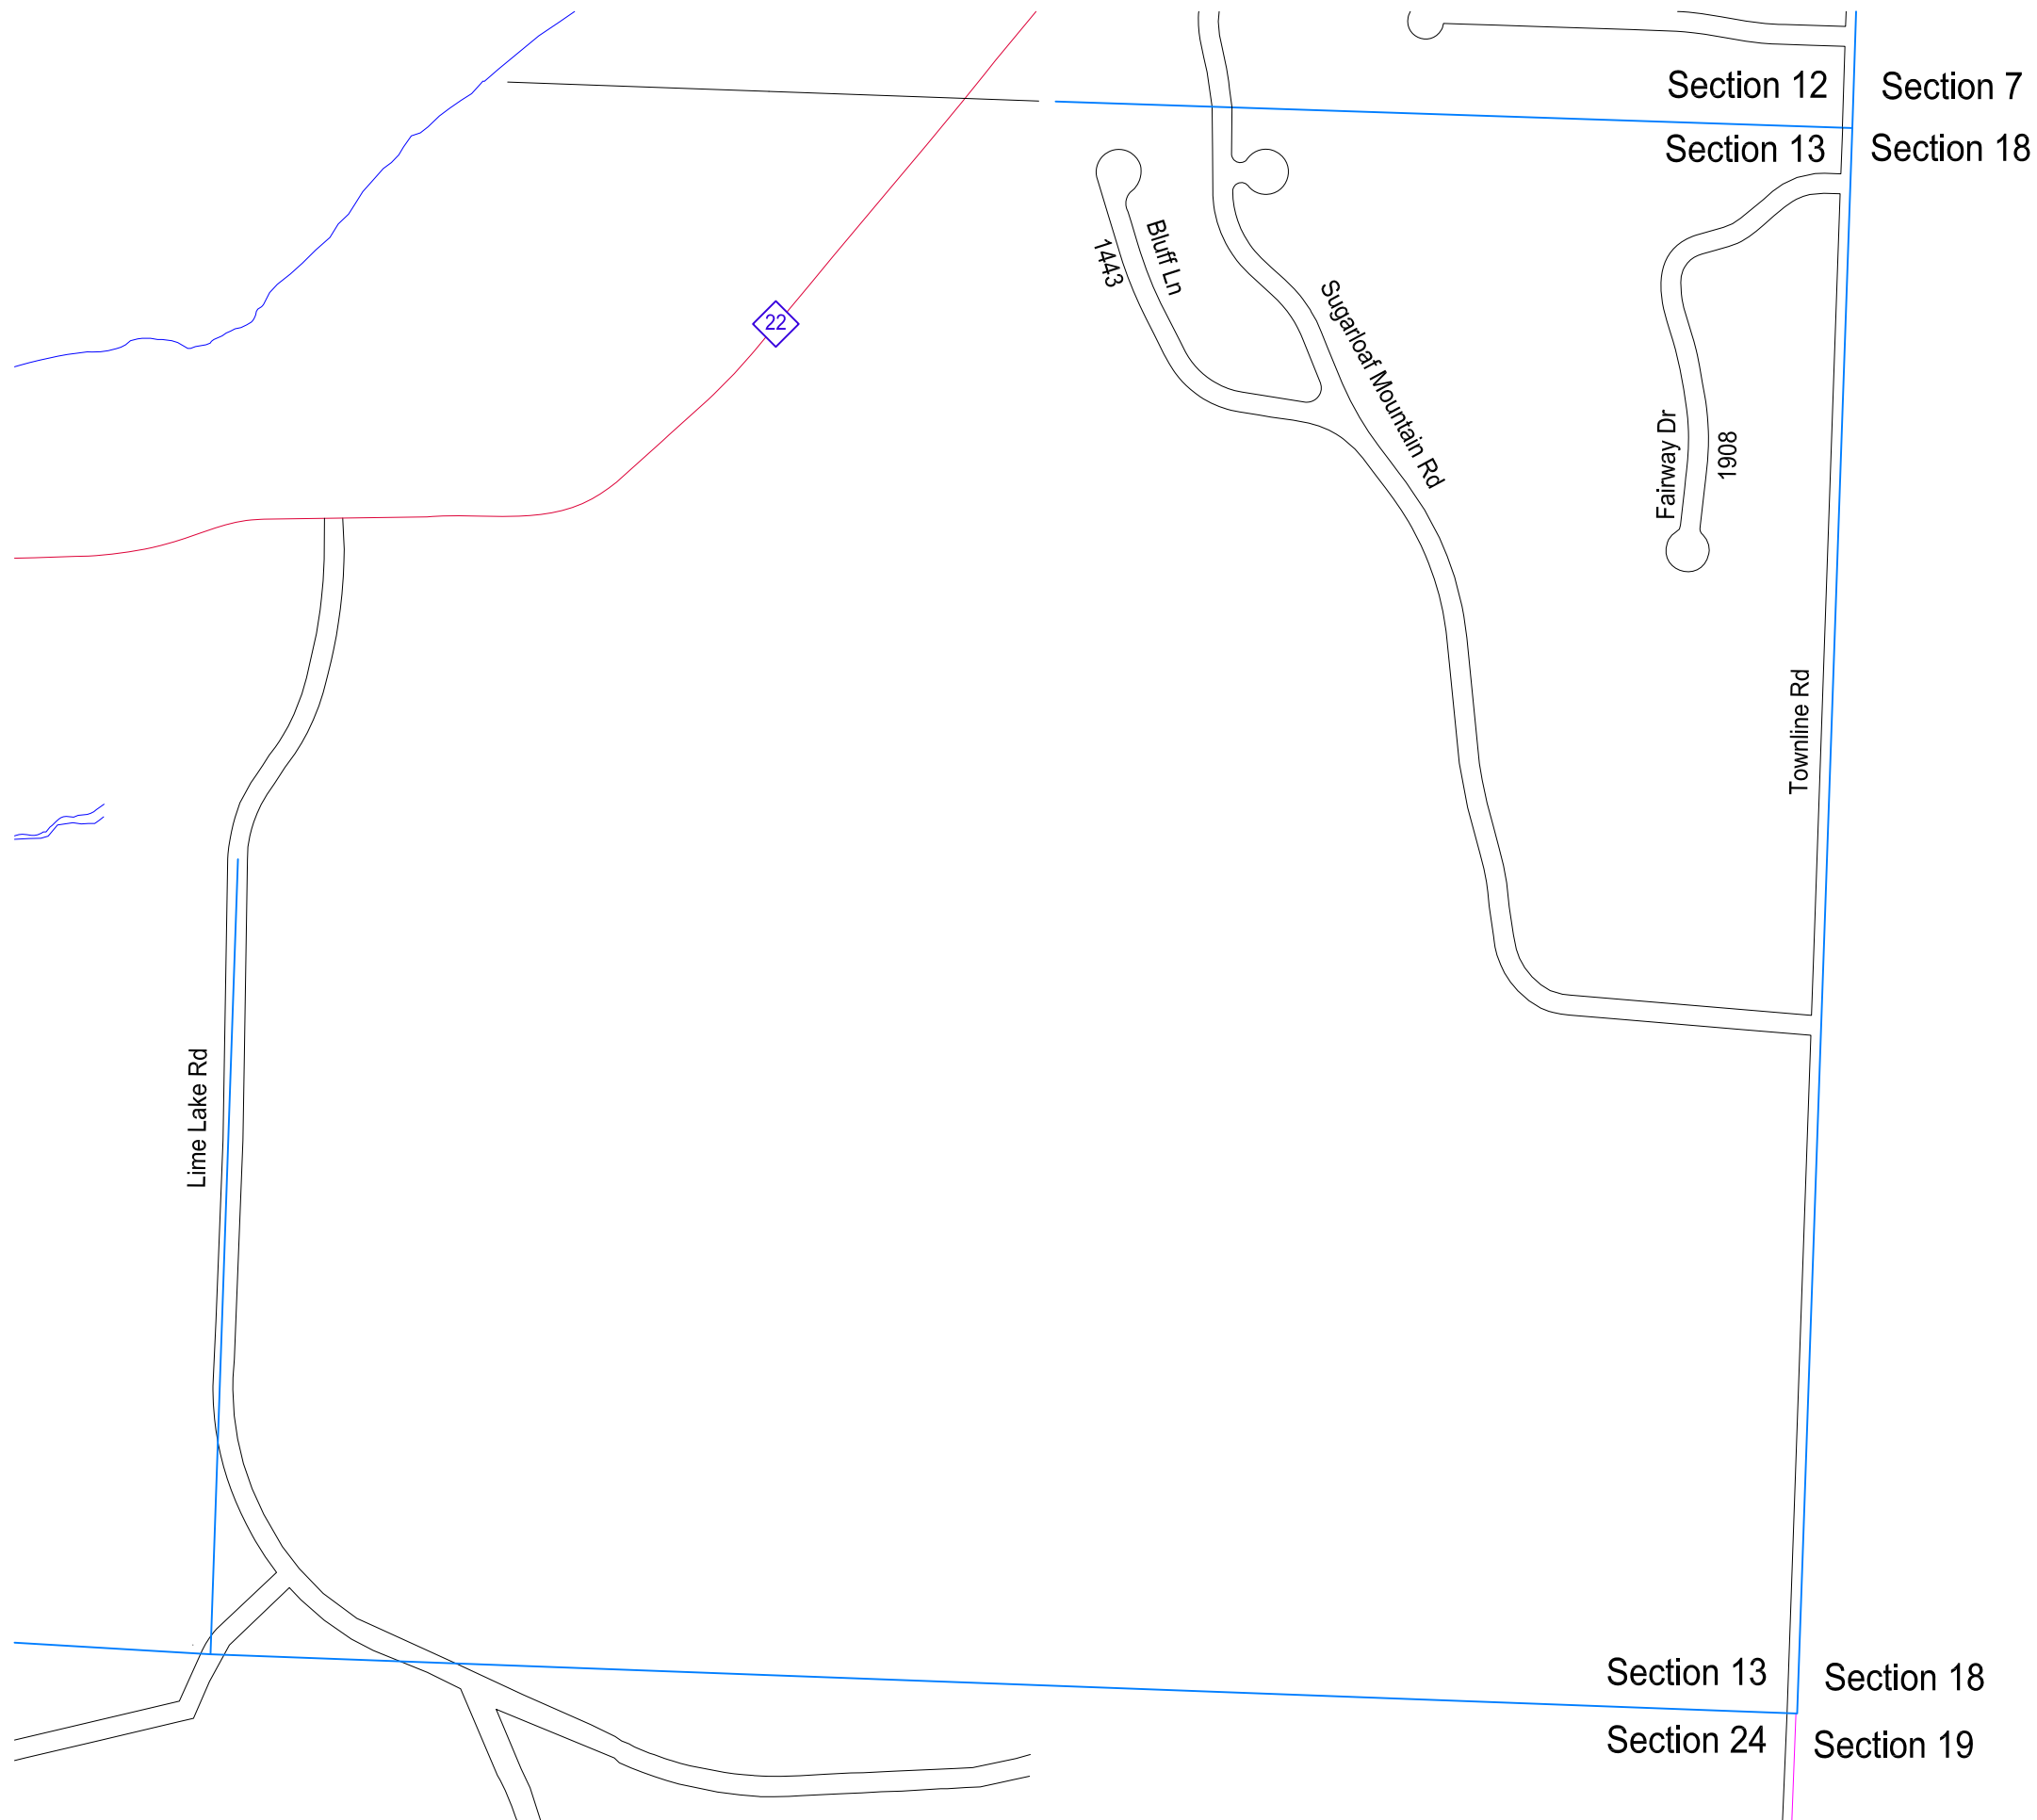 Section 12
Section 7
Section 13
Section 18
Bluff Ln
1443
22
Sugarloaf Mountain Rd
Fairway Dr
1908
Townline Rd
Lime Lake Rd
Section 13
Section 18
Section 24
Section 19